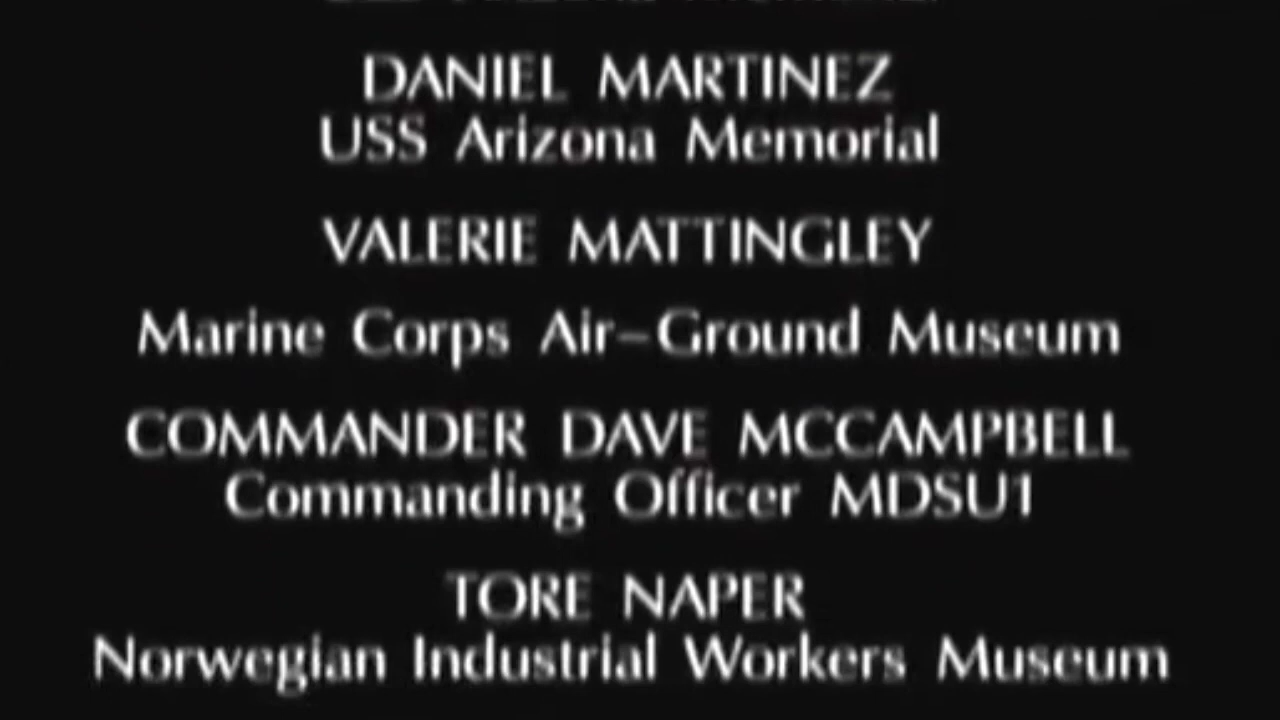 DANIEL MARTINEZ
USS Arizona Memorial
VALERIE MATTINGLEY
Marine Corps Air-Ground Museum
COMMANDER DAVE MCCAMPBELL
Commanding Officer MDSU1
TORE NAPER
Norwegian Industrial Workers Museum